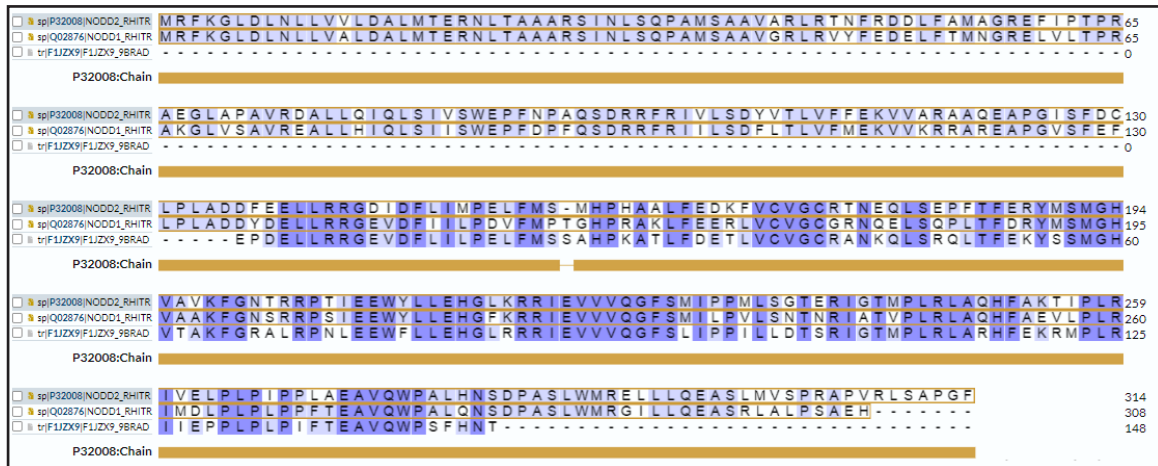 sp|P32008|NODD2_RHITR MRFKGLDLNLLVVLDALMTERNLTAAARSINLSQPAMSAAVARLRTNFRDDLFAMAGREFIPTPR 65
sp|Q02876|NODD1_RHITR MRFKGLDLNLLVALDALMTERNLTAAARSINLSQPAMSAAVGRLRVYFEDELFTMNGRELVLTPR 65
tr|F1JZX9|F1JZX9_9BRAD ----------------------------------------------------------------- 0
P32008:Chain
sp|P32008|NODD2_RHITR AEGLAPAVRDALLQIQLSIVSWEPFNPAQSDRRFRIVLSDYVTLVFFEKVVARAAQEAPGISFDC 130
sp|Q02876|NODD1_RHITR AKGLVSAVREALLHIQLSIISWEPFDPFQSDRRFRIILSDFLTLVFMEKVVKRRAREAPGVSFEF 130
tr|F1JZX9|F1JZX9_9BRAD ----------------------------------------------------------------- 0
P32008:Chain
sp|P32008|NODD2_RHITR LPLADDFEELLRRGDIDFLIMPELFMS-MHPHAALFEDKFVCVGCRTNEQLSEPFTFERYMSMGH 194
sp|Q02876|NODD1_RHITR LPLADDYDELLRRGEVDFIILPDVFMPTGHPRAKLFEERLVCVGCGRNQELSQPLTFDRYMSMGH 195
tr|F1JZX9|F1JZX9_9BRAD -----EPDELLRRGEVDFLILPELFMSSAHPKATLFDETLVCVGCRANKQLSRQLTFEKYSSMGH 60
P32008:Chain
sp|P32008|NODD2_RHITR VAVKFGNTRRPTIEEWYLLEHGLKRRIEVVVQGFSMIPPMLSGTERIGTMPLRLAQHFAKTIPLR 259
sp|Q02876|NODD1_RHITR VAAKFGNSRRPSIEEWYLLEHGFKRRIEVVVQGFSMILPVLSNTNRIATVPLRLAQHFAEVLPLR 260
tr|F1JZX9|F1JZX9_9BRAD VTAKFGRALRPNLEEWFLLEHGLRRRIEVVVQGFSLIPPILLDTSRIGTMPLRLARHFEKRMPLR 125
P32008:Chain
sp|P32008|NODD2_RHITR IVELPLPIPPLAEAVQWPALHNSDPASLWMRELLLQEASLMVSPRAPVRLSAPGF 314
sp|Q02876|NODD1_RHITR IMDLPLPLPPFTEAVQWPALQNSDPASLWMRGILLQEASRLALPSAEH------- 308
tr|F1JZX9|F1JZX9_9BRAD IIEPPLPLPIFTEAVQWPSFHNT-------------------------------- 148
P32008:Chain